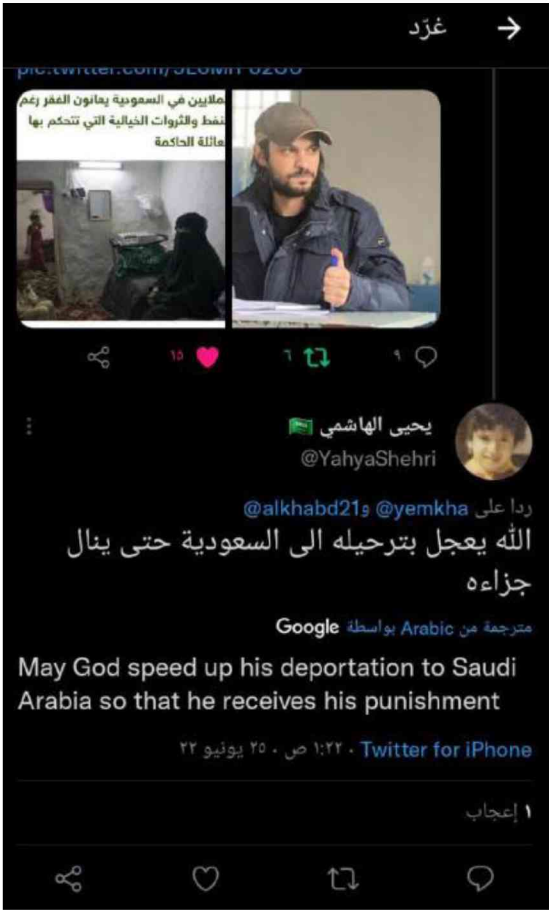 غرّد
ملايين في السعودية يعانون الفقر رغم
نفط والثروات الخيالية التي تتحكم بها
عائلة الحاكمة
١٥
٦
٩
يحيى الهاشمي 🇸🇦
@YahyaShehri
ردا على @yemkha و@alkhabd21
الله يعجل بترحيله الى السعودية حتى ينال
جزاءه
مترجمة من Arabic بواسطة Google
May God speed up his deportation to Saudi
Arabia so that he receives his punishment
١:٢٢ ص · ٢٥ يونيو ٢٢ · Twitter for iPhone
١ إعجاب